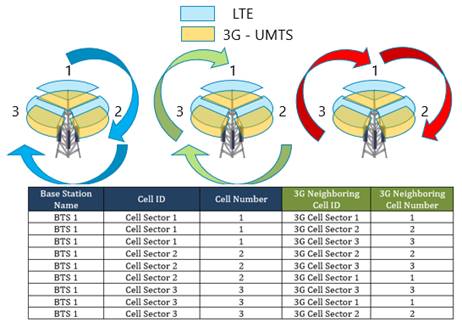 LTE
3G - UMTS
1 1 1
3 2 3 2 3 2
Base Station Name Cell ID Cell Number 3G Neighboring Cell ID 3G Neighboring Cell Number
BTS 1 Cell Sector 1 1 3G Cell Sector 1 1
BTS 1 Cell Sector 1 1 3G Cell Sector 2 2
BTS 1 Cell Sector 1 1 3G Cell Sector 3 3
BTS 1 Cell Sector 2 2 3G Cell Sector 2 2
BTS 1 Cell Sector 2 2 3G Cell Sector 3 3
BTS 1 Cell Sector 2 2 3G Cell Sector 1 1
BTS 1 Cell Sector 3 3 3G Cell Sector 3 3
BTS 1 Cell Sector 3 3 3G Cell Sector 1 1
BTS 1 Cell Sector 3 3 3G Cell Sector 2 2